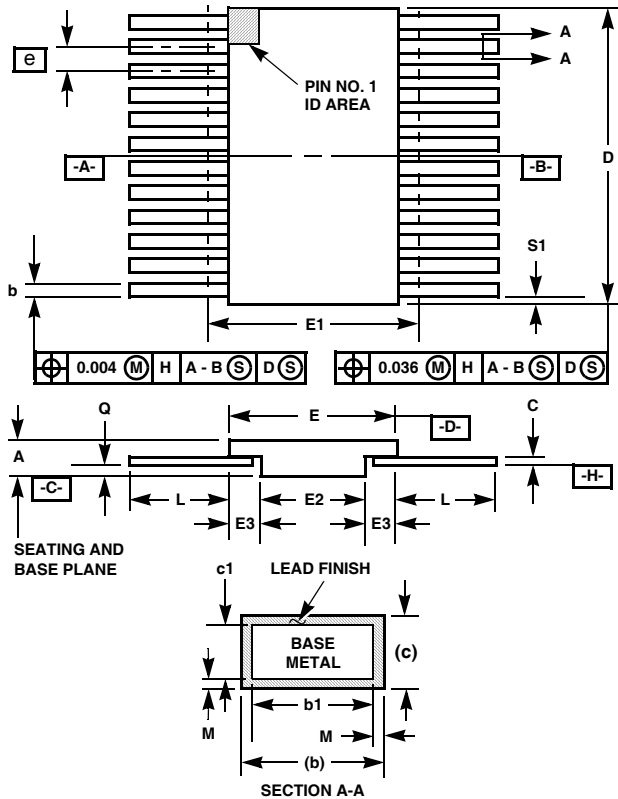 e
A
A
PIN NO. 1
ID AREA
-A-
-B-
D
S1
b
E1
0.004 M H A - B S D S
0.036 M H A - B S D S
Q
E
-D-
C
A
-C-
-H-
L
E2
L
E3
E3
SEATING AND
BASE PLANE
c1
LEAD FINISH
BASE
METAL
(c)
b1
M
M
(b)
SECTION A-A